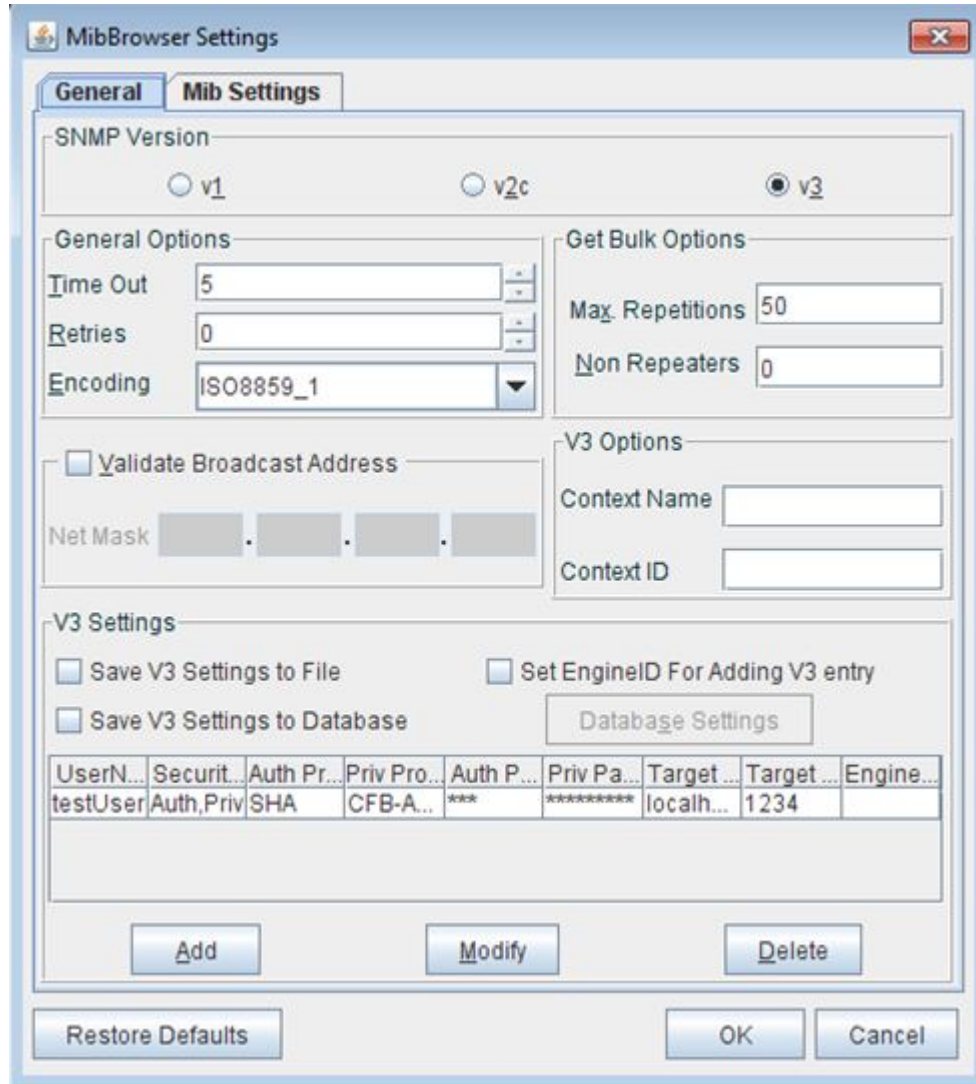 MibBrowser Settings
General Mib Settings
SNMP Version
v1 v2c v3
General Options
Time Out 5
Retries 0
Encoding ISO8859_1
Get Bulk Options
Max. Repetitions 50
Non Repeaters 0
Validate Broadcast Address
Net Mask . . .
V3 Options
Context Name
Context ID
V3 Settings
Save V3 Settings to File Set EngineID For Adding V3 entry
Save V3 Settings to Database Database Settings
UserN... Securit... Auth Pr... Priv Pro... Auth P... Priv Pa... Target ... Target ... Engine...
testUser Auth,Priv SHA CFB-A... *** ********* localh... 1234
Add Modify Delete
Restore Defaults OK Cancel